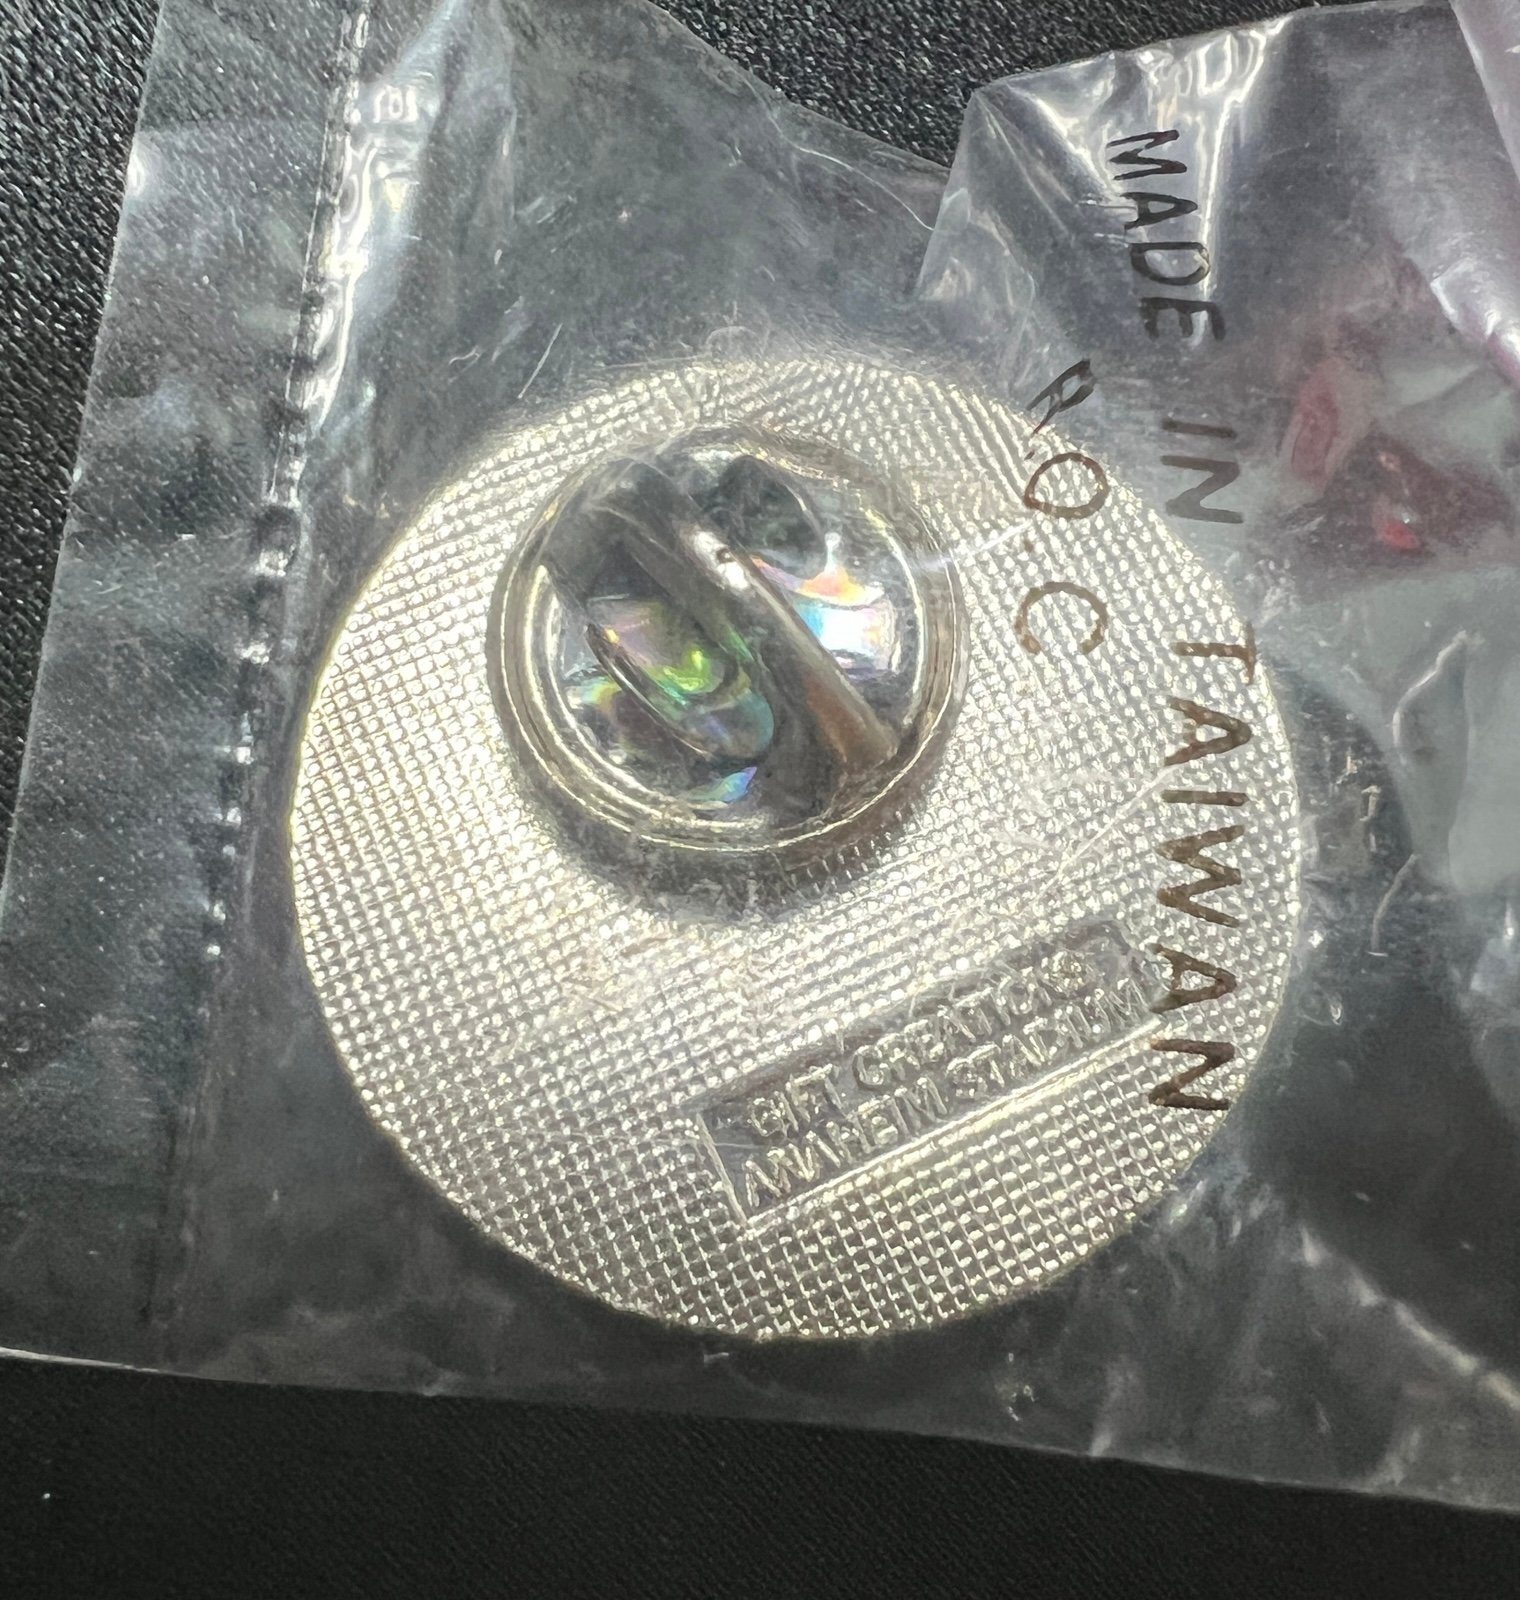 MADE IN TAIWAN
R.O.C
GIFT CREATIONS
ANAHEIM STADIUM